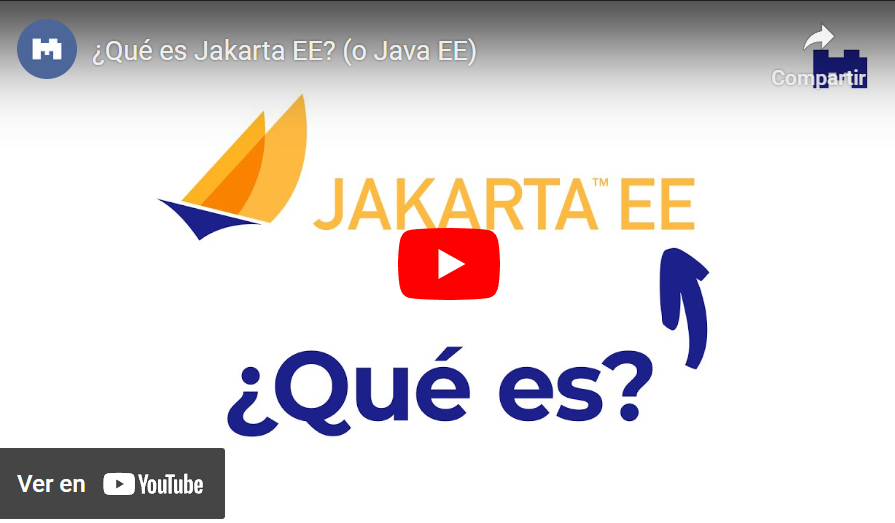 ¿Qué es Jakarta EE? (o Java EE)
Compartir
JAKARTA™ EE
¿Qué es?
Ver en YouTube